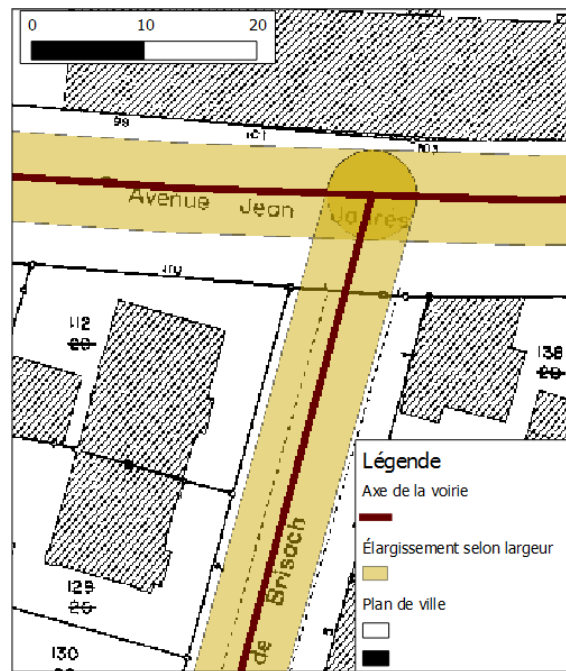 0 10 20
99 101 103
Avenue Jean Jaurès
110
112
20
138
20
129
20
130
de Brisach
Légende
Axe de la voirie
Élargissement selon largeur
Plan de ville